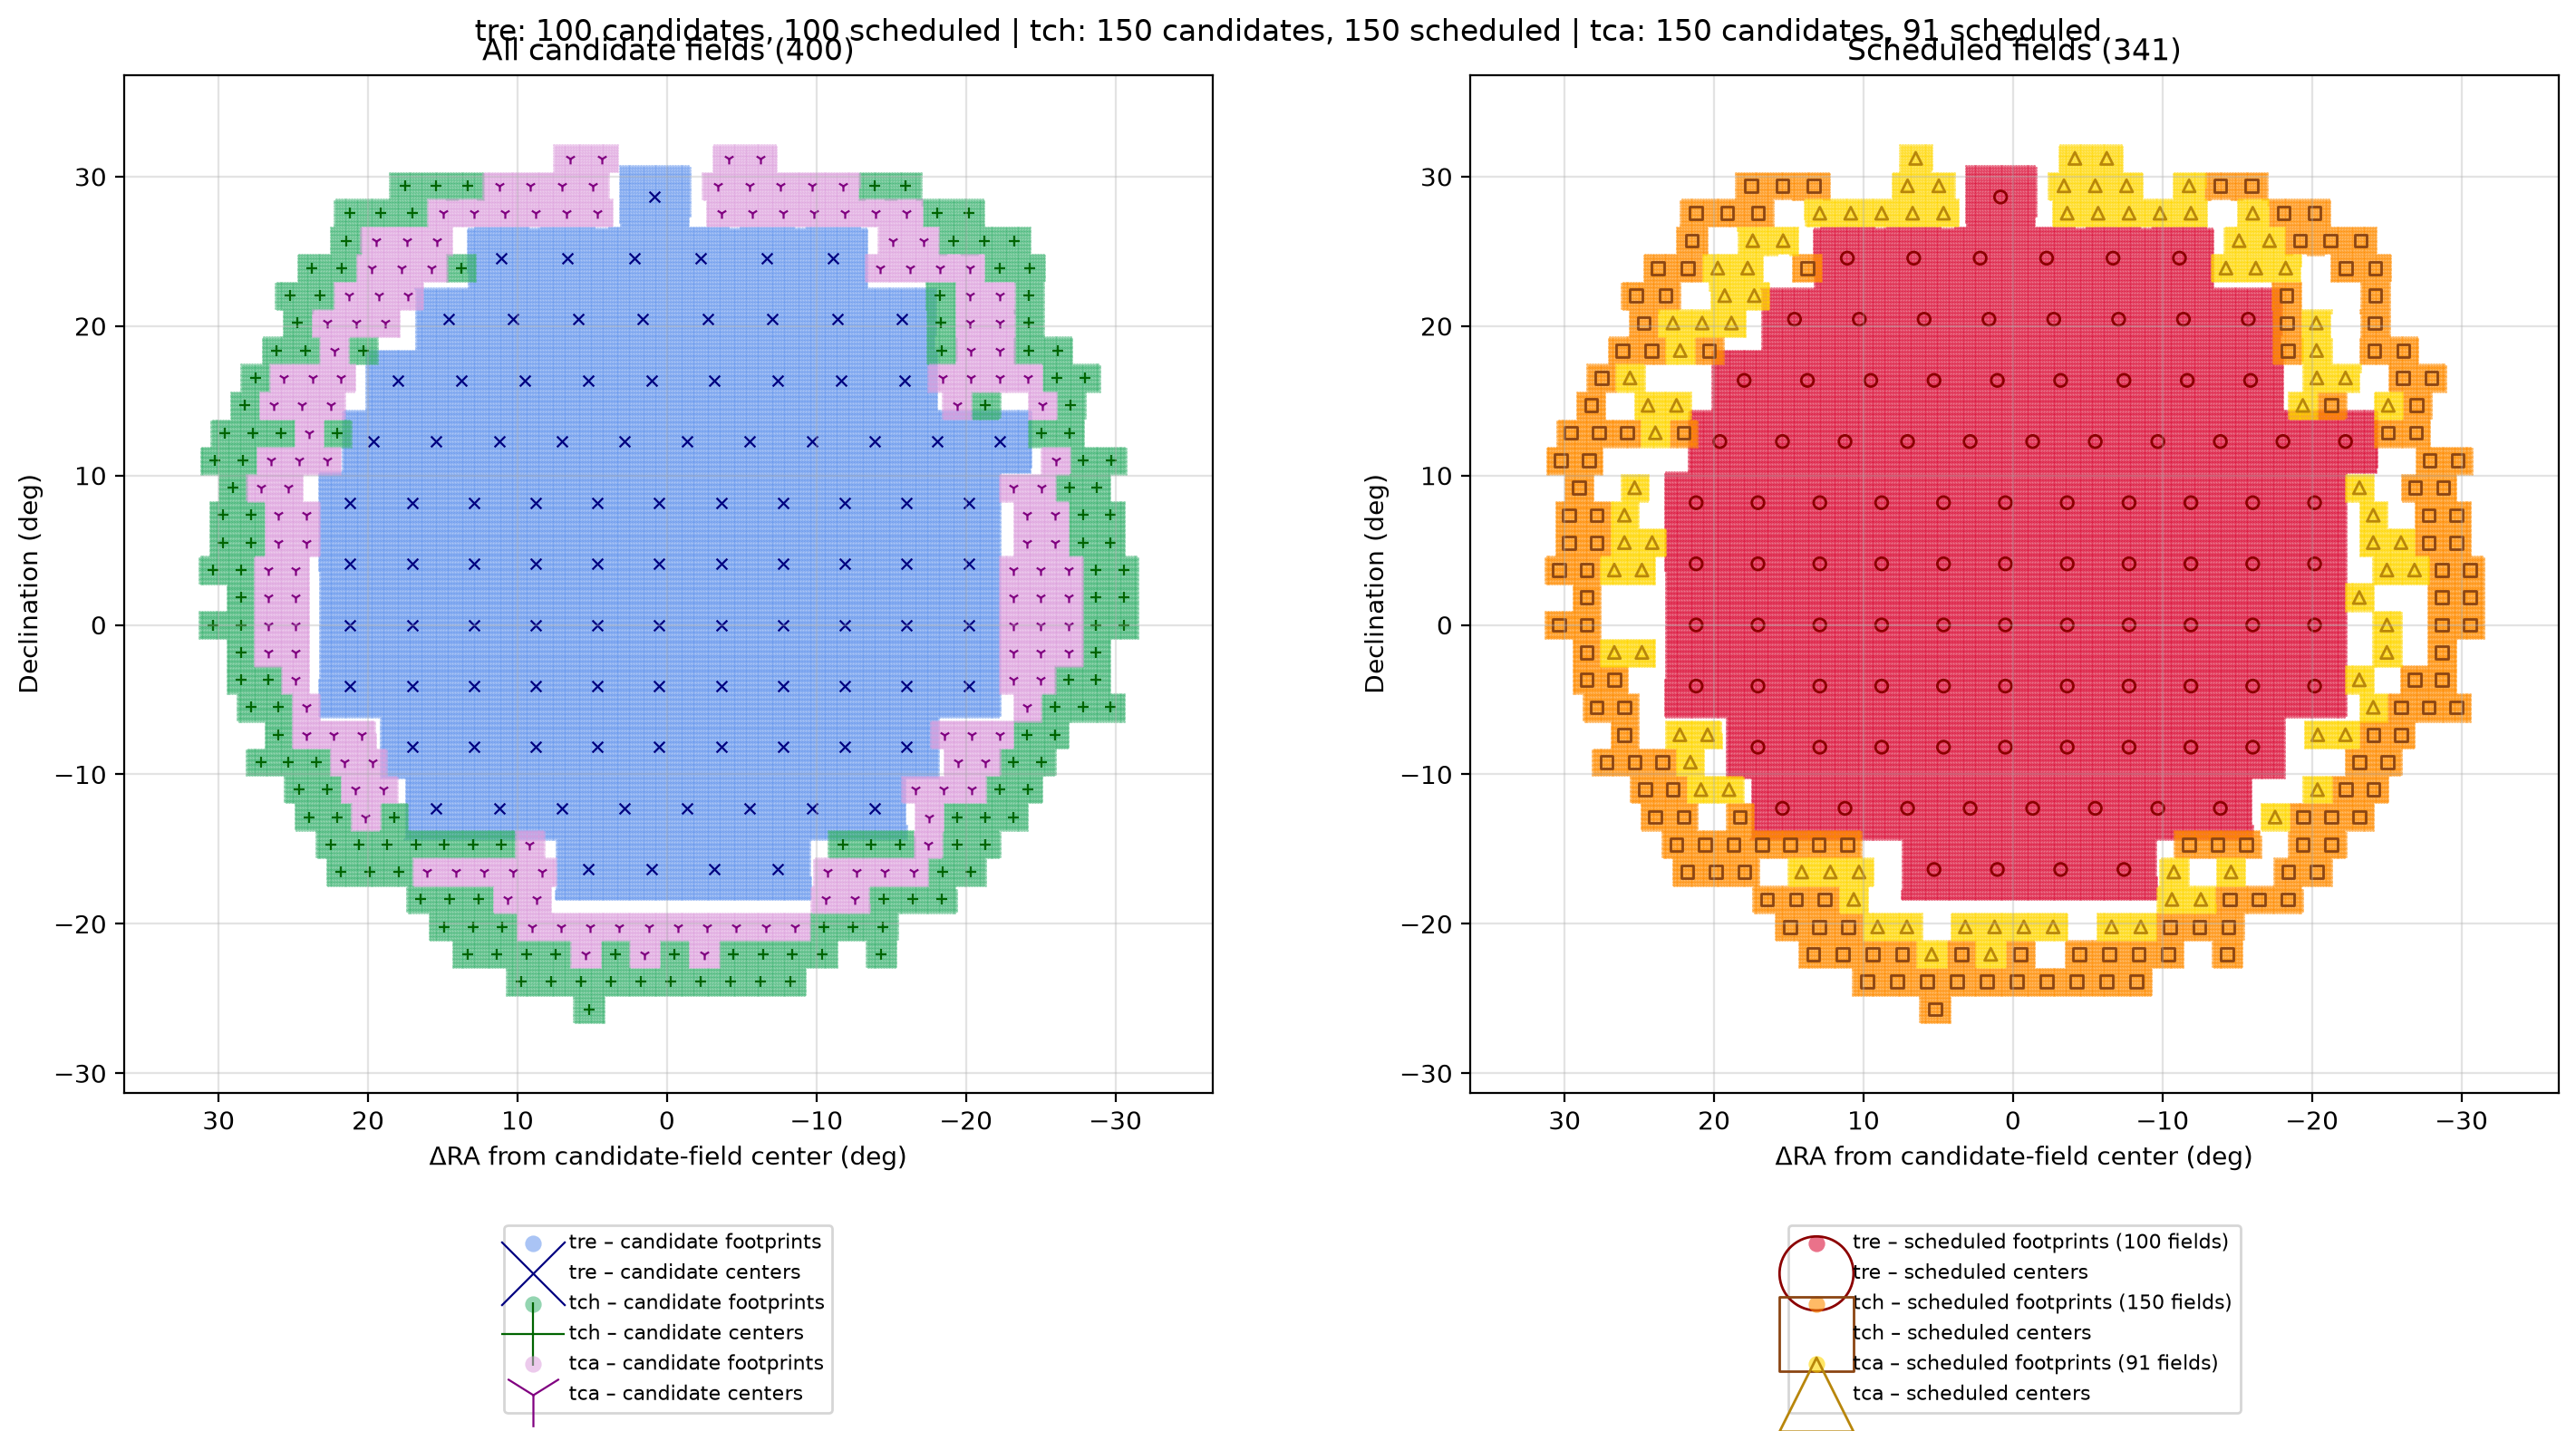 tre: 100 candidates, 100 scheduled | tch: 150 candidates, 150 scheduled | tca: 150 candidates, 91 scheduled
All candidate fields (400)
30
20
10
0
−10
−20
−30
Declination (deg)
30 20 10 0 −10 −20 −30
ΔRA from candidate-field center (deg)
tre – candidate footprints
tre – candidate centers
tch – candidate footprints
tch – candidate centers
tca – candidate footprints
tca – candidate centers
Scheduled fields (341)
30
20
10
0
−10
−20
−30
Declination (deg)
30 20 10 0 −10 −20 −30
ΔRA from candidate-field center (deg)
tre – scheduled footprints (100 fields)
tre – scheduled centers
tch – scheduled footprints (150 fields)
tch – scheduled centers
tca – scheduled footprints (91 fields)
tca – scheduled centers